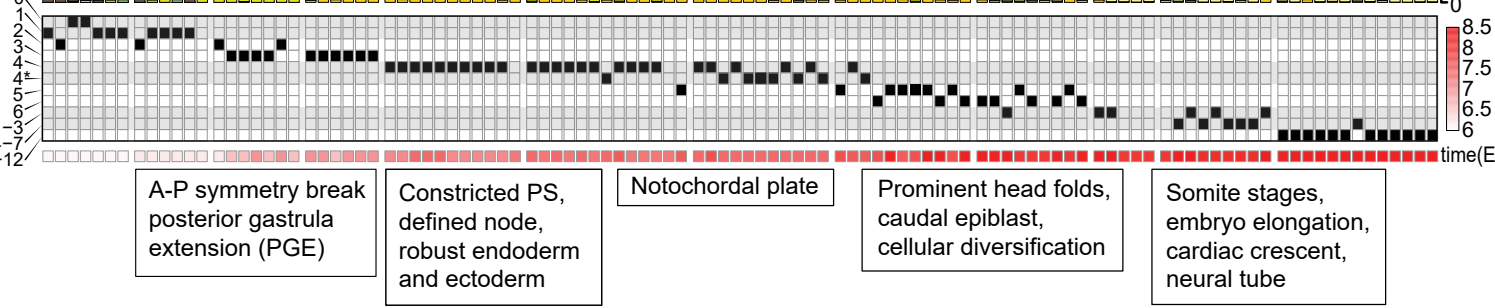 0
1
2
3
4
4*
5
6
–3
–7
-12
8.5
8
7.5
7
6.5
6
time(E
A-P symmetry break
posterior gastrula
extension (PGE)
Constricted PS,
defined node,
robust endoderm
and ectoderm
Notochordal plate
Prominent head folds,
caudal epiblast,
cellular diversification
Somite stages,
embryo elongation,
cardiac crescent,
neural tube